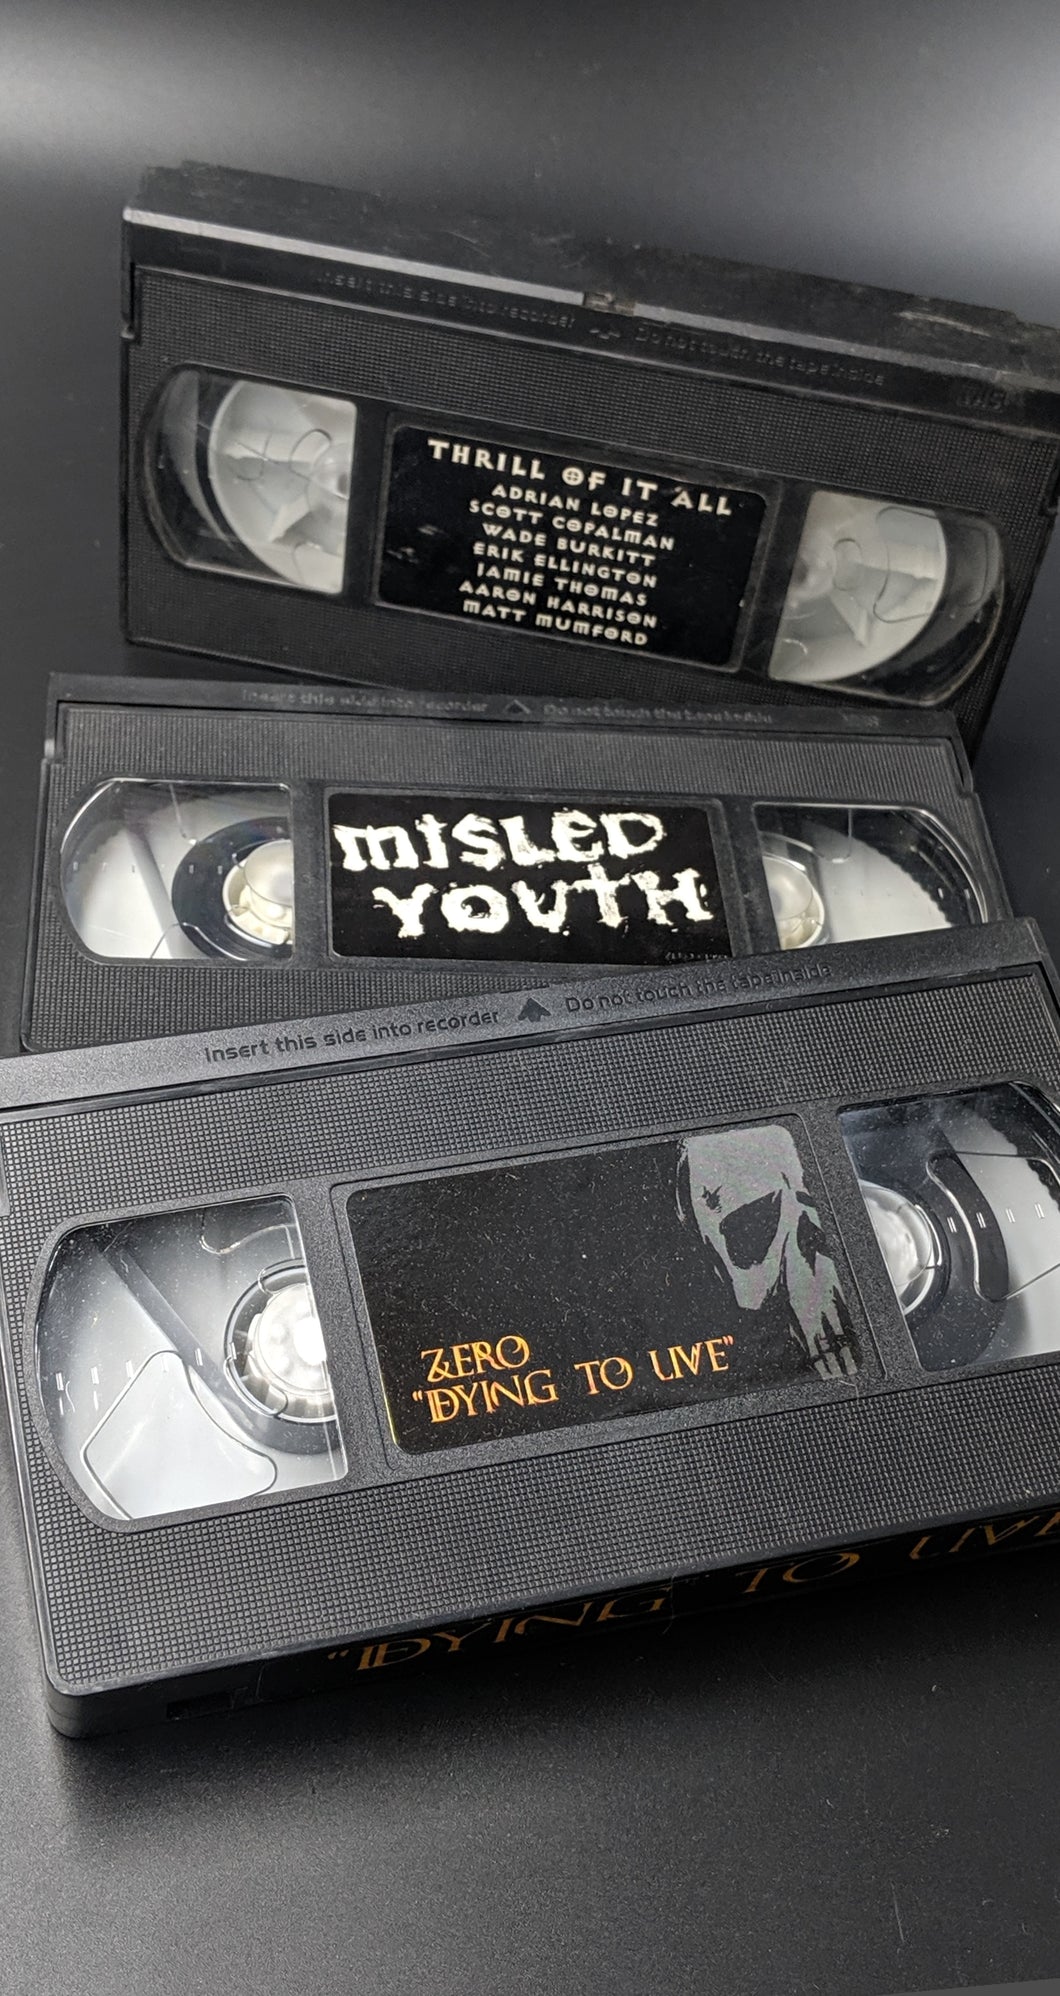 Insert this side into recorder Do not touch the tape inside
VHS
THRILL OF IT ALL
ADRIAN LOPEZ
SCOTT COPALMAN
WADE BURKITT
ERIK ELLINGTON
JAMIE THOMAS
AARON HARRISON
MATT MUMFORD
Insert this side into recorder Do not touch the tape inside
MISLED
YOUTH
Insert this side into recorder Do not touch the tape inside
ZERO
"DYING TO LIVE"
"DYING TO LIVE